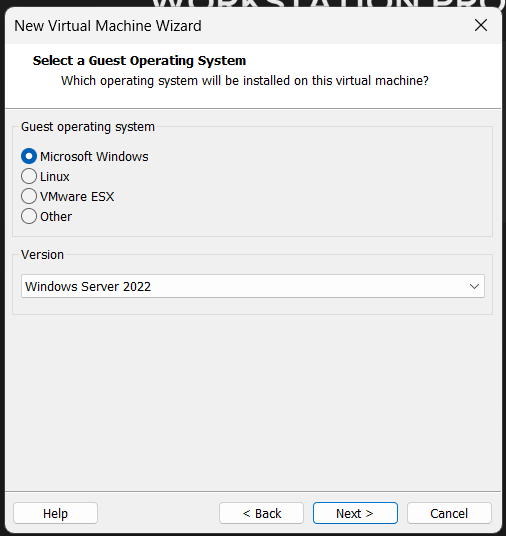 WORKSTATION PRO
New Virtual Machine Wizard
Select a Guest Operating System
Which operating system will be installed on this virtual machine?
Guest operating system
Microsoft Windows
Linux
VMware ESX
Other
Version
Windows Server 2022
Help
< Back
Next >
Cancel